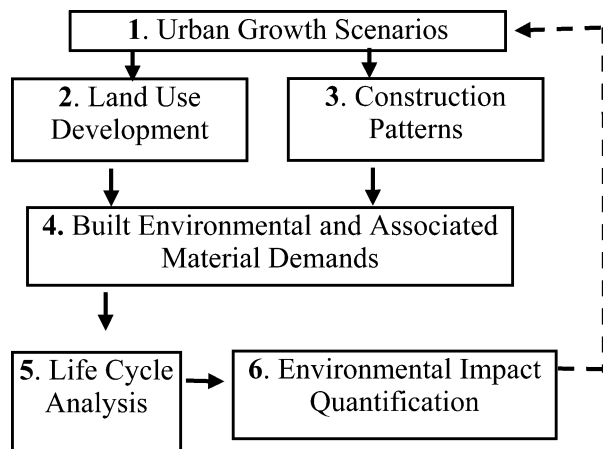 1. Urban Growth Scenarios
2. Land Use
Development
3. Construction
Patterns
4. Built Environmental and Associated
Material Demands
5. Life Cycle
Analysis
6. Environmental Impact
Quantification